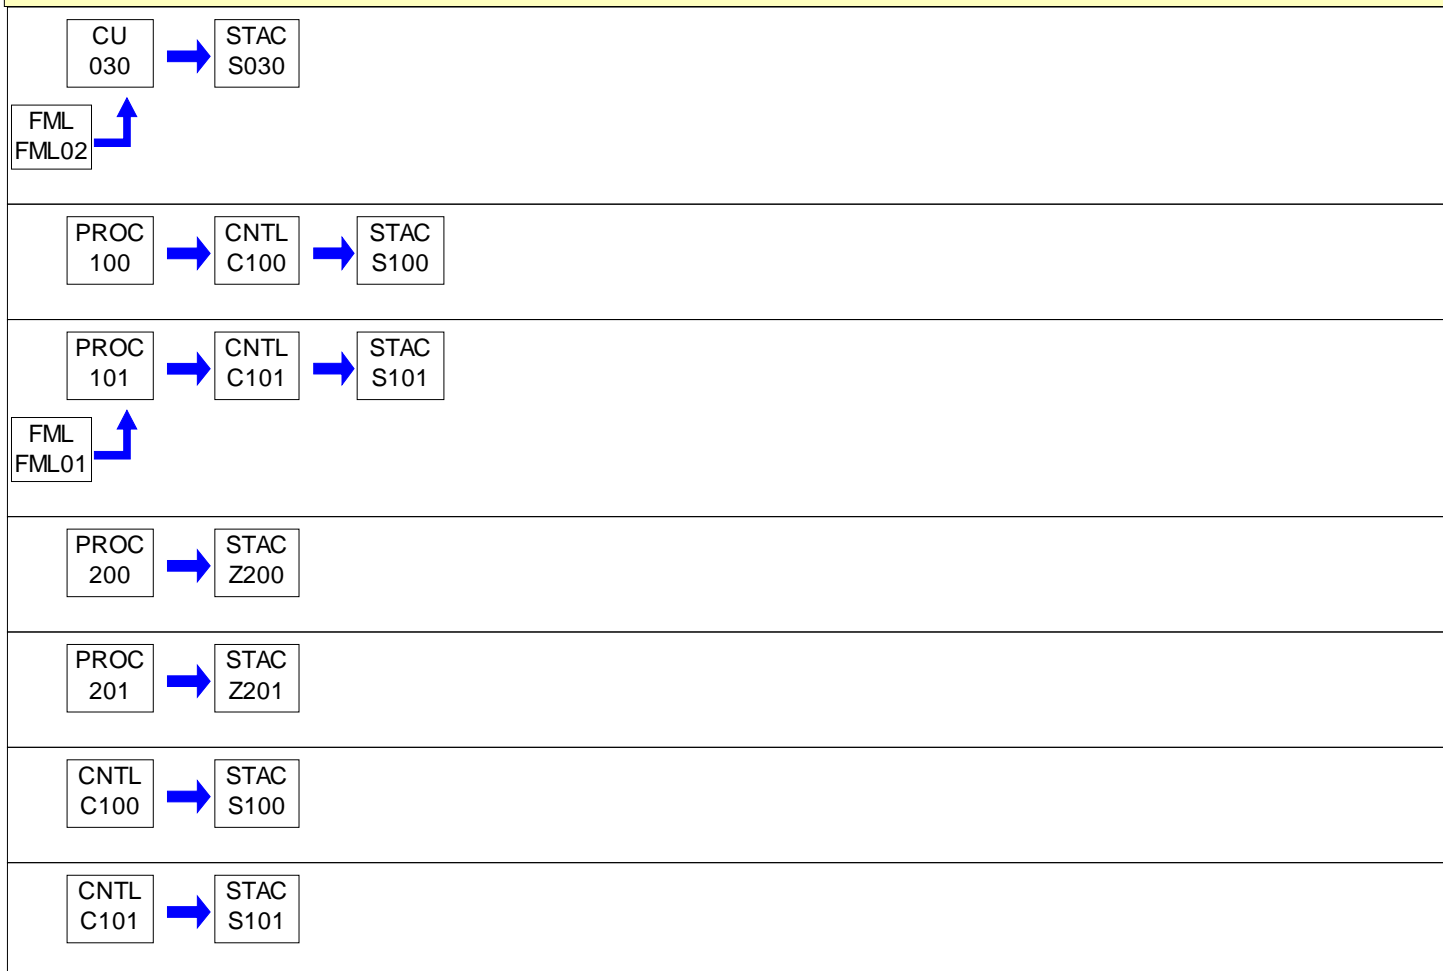 CU
030
STAC
S030
FML
FML02
PROC
100
CNTL
C100
STAC
S100
PROC
101
CNTL
C101
STAC
S101
FML
FML01
PROC
200
STAC
Z200
PROC
201
STAC
Z201
CNTL
C100
STAC
S100
CNTL
C101
STAC
S101